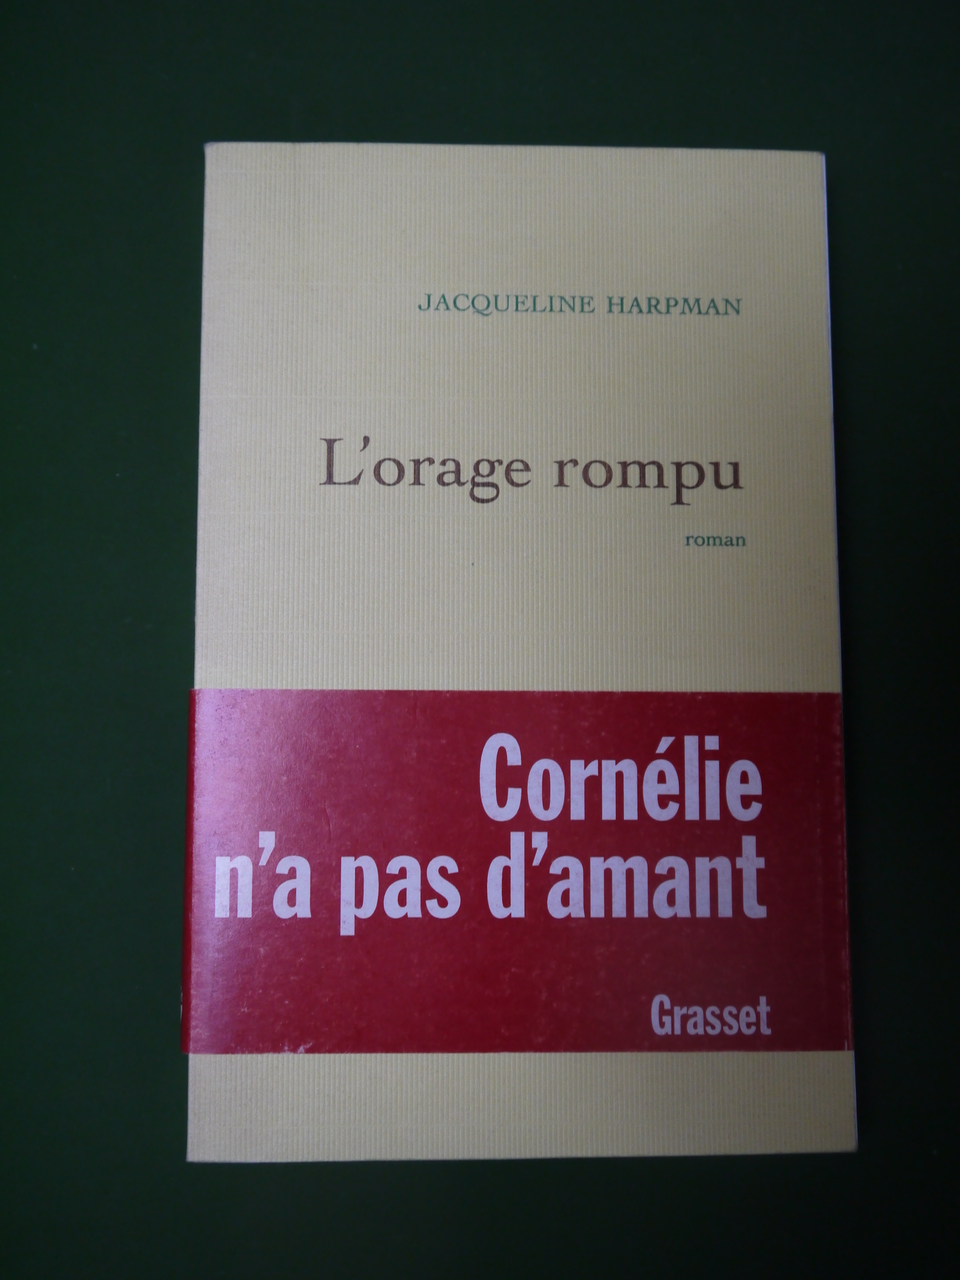 JACQUELINE HARPMAN
L'orage rompu
roman
Cornélie
n'a pas d'amant
Grasset